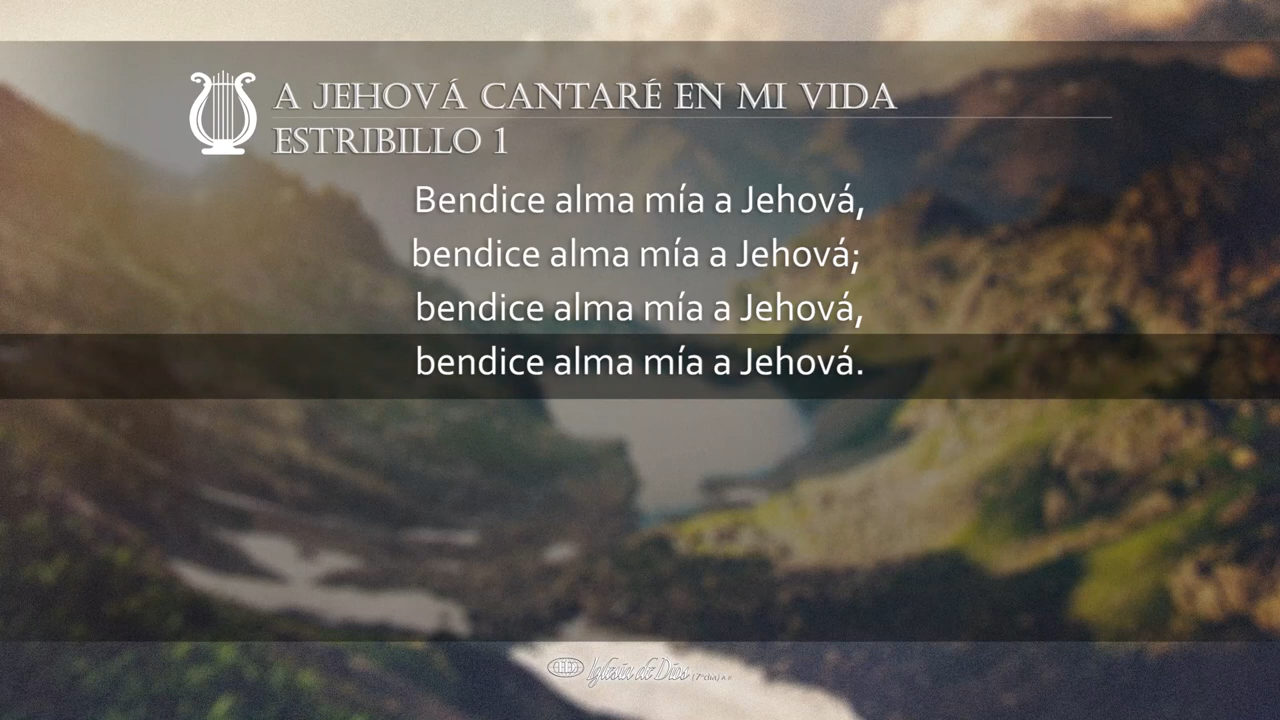 A JEHOVÁ CANTARÉ EN MI VIDA
ESTRIBILLO 1
Bendice alma mía a Jehová,
bendice alma mía a Jehová;
bendice alma mía a Jehová,
bendice alma mía a Jehová.
Iglesia de Dios